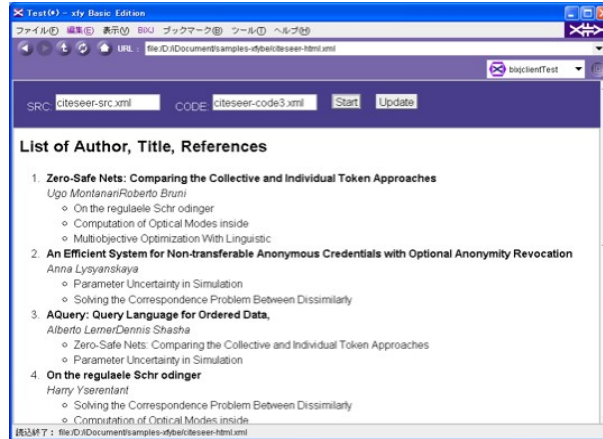 Test(*) - xfy Basic Edition
ファイル(F) 編集(E) 表示(V) BIXJ ブックマーク(B) ツール(T) ヘルプ(H)
URL : file:/D:/iDocument/samples-xfybe/citeseer-html.xml
bixjclientTest
SRC: citeseer-src.xml CODE: citeseer-code3.xml Start Update
List of Author, Title, References
1. Zero-Safe Nets: Comparing the Collective and Individual Token Approaches
Ugo MontanariRoberto Bruni
On the regulaele Schr odinger
Computation of Optical Modes inside
Multiobjective Optimization With Linguistic
2. An Efficient System for Non-transferable Anonymous Credentials with Optional Anonymity Revocation
Anna Lysyanskaya
Parameter Uncertainty in Simulation
Solving the Correspondence Problem Between Dissimilarly
3. AQuery: Query Language for Ordered Data,
Alberto LernerDennis Shasha
Zero-Safe Nets: Comparing the Collective and Individual Token Approaches
Parameter Uncertainty in Simulation
4. On the regulaele Schr odinger
Harry Yserentant
Solving the Correspondence Problem Between Dissimilarly
Computation of Optical Modes inside
読込終了 : file:/D:/iDocument/samples-xfybe/citeseer-html.xml